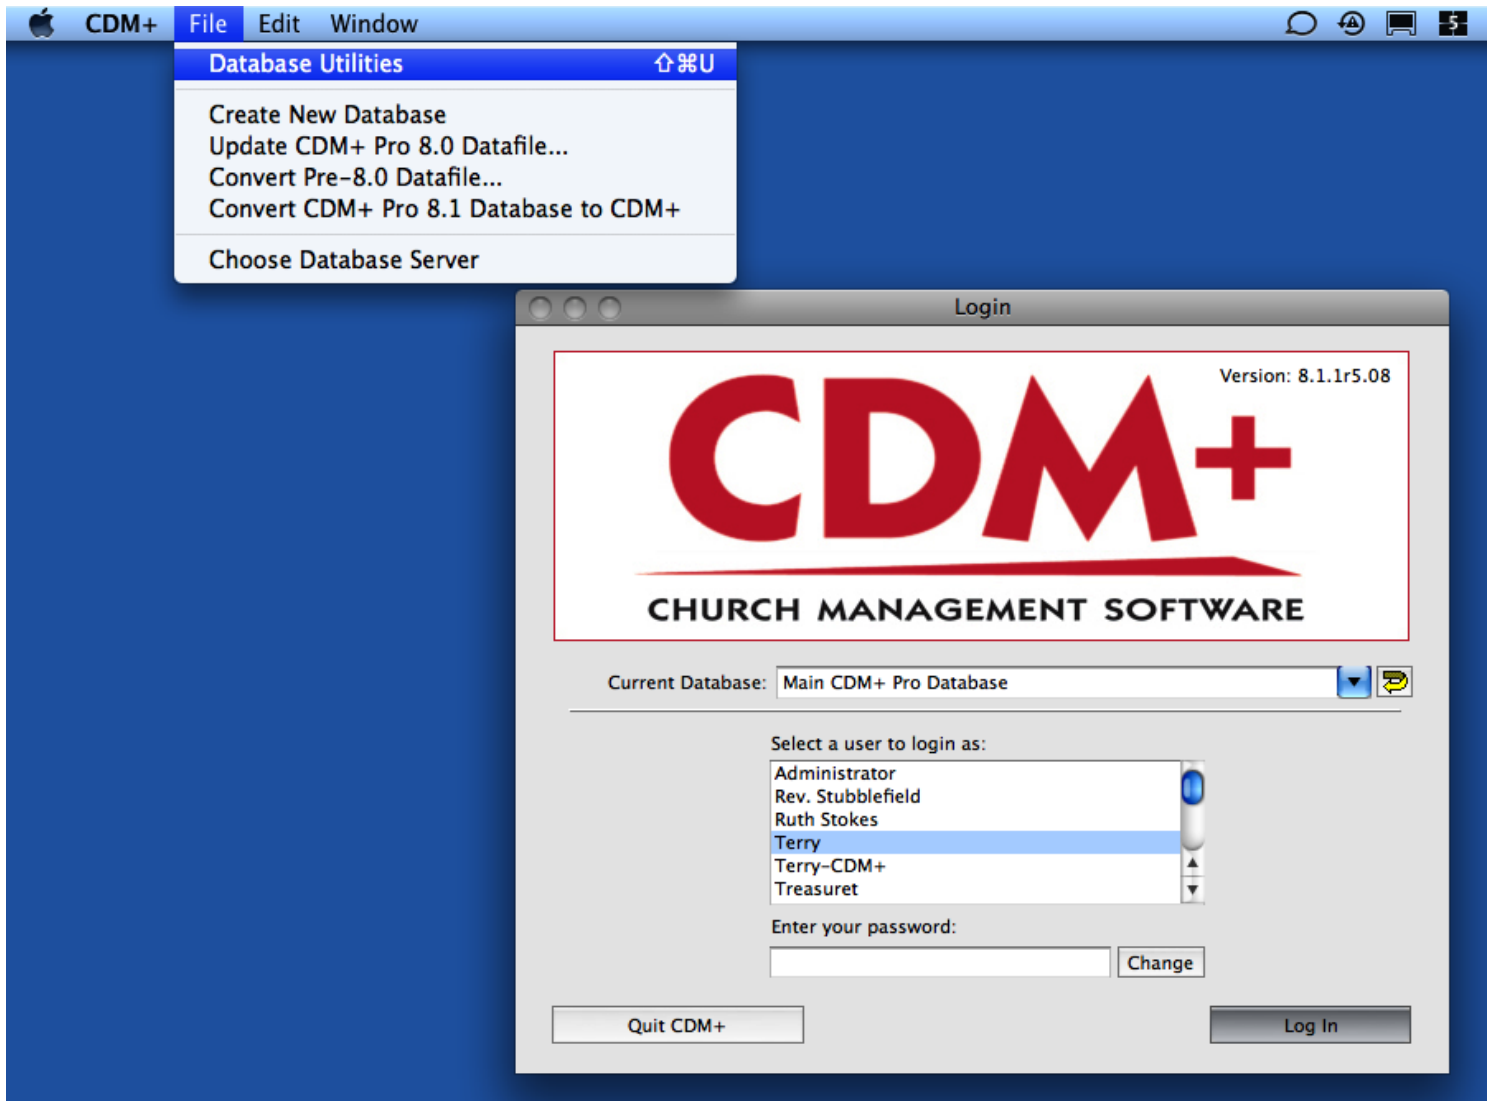 CDM+ File Edit Window 5
Database Utilities ⇧⌘U
Create New Database
Update CDM+ Pro 8.0 Datafile...
Convert Pre-8.0 Datafile...
Convert CDM+ Pro 8.1 Database to CDM+
Choose Database Server
Login
Version: 8.1.1r5.08
CDM+
CHURCH MANAGEMENT SOFTWARE
Current Database: Main CDM+ Pro Database
Select a user to login as:
Administrator
Rev. Stubblefield
Ruth Stokes
Terry
Terry-CDM+
Treasuret
Enter your password:
Change
Quit CDM+ Log In